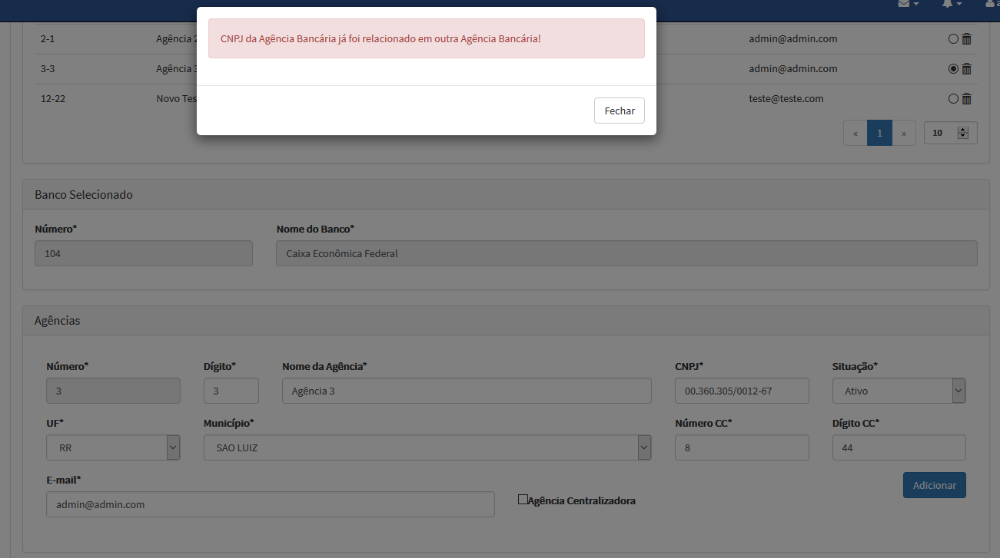 CNPJ da Agência Bancária já foi relacionado em outra Agência Bancária!
Fechar
2-1 Agência 2 admin@admin.com
3-3 Agência 3 admin@admin.com
12-22 Novo Tes teste@teste.com
« 1 » 10
Banco Selecionado
Número* Nome do Banco*
104 Caixa Econômica Federal
Agências
Número* Dígito* Nome da Agência* CNPJ* Situação*
3 3 Agência 3 00.360.305/0012-67 Ativo
UF* Município* Número CC* Dígito CC*
RR SAO LUIZ 8 44
E-mail*
admin@admin.com
Agência Centralizadora
Adicionar